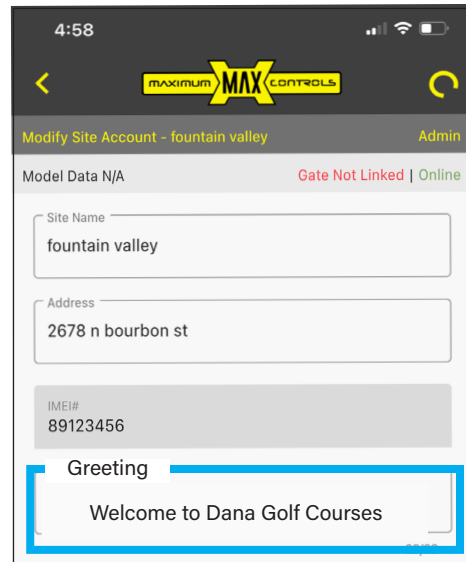 4:58
MAXIMUM MAX CONTROLS
Modify Site Account - fountain valley Admin
Model Data N/A Gate Not Linked | Online
Site Name
fountain valley
Address
2678 n bourbon st
IMEI#
89123456
Greeting
Welcome to Dana Golf Courses